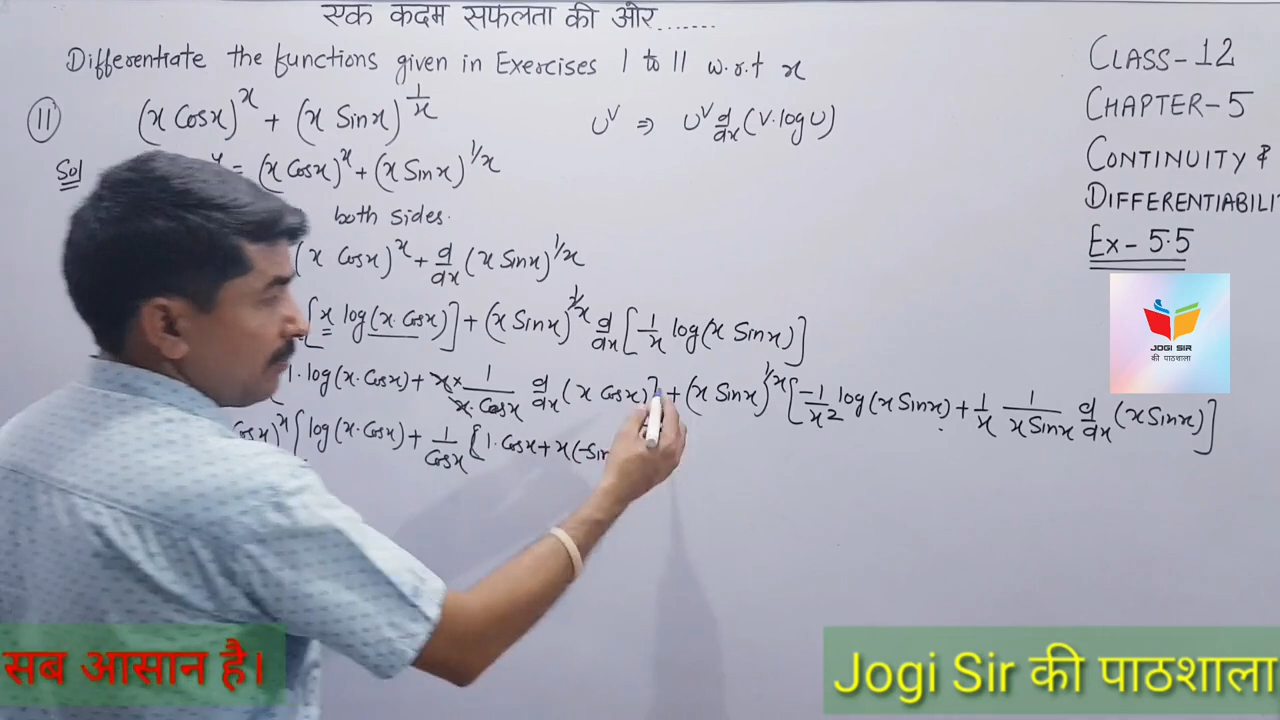 एक कदम सफलता की ओर.......
Differentiate the functions given in Exercises 1 to 11 w.r.t x
(11) (x Cosx)^x + (x Sinx)^(1/x)
U^V ⇒ U^V d/dx (V.logU)
Sol y = (x Cosx)^x + (x Sinx)^(1/x)
both sides.
(x Cosx)^x + d/dx (x Sinx)^(1/x)
[x log(x.Cosx)] + (x Sinx)^(1/x) d/dx [1/x log(x Sinx)]
1.log(x.Cosx) + x × 1/(x.Cosx) d/dx (x Cosx)] + (x Sinx)^(1/x) [-1/x² log(x Sinx) + 1/x 1/(x Sinx) d/dx (x Sinx)]
Cosx)^x [log(x.Cosx) + 1/Cosx [1.Cosx + x(-Sin
CLASS-12
CHAPTER-5
CONTINUITY &
DIFFERENTIABILI
Ex-5.5
JOGI SIR
की पाठशाला
सब आसान है।
Jogi Sir की पाठशाला